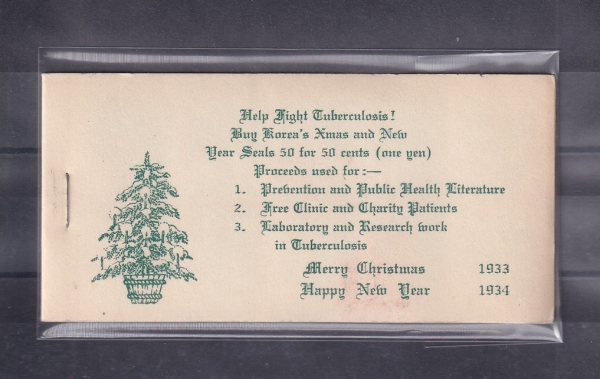 Help Fight Tuberculosis!
Buy Korea's Xmas and New
Year Seals 50 for 50 cents (one yen)
Proceeds used for:—
1. Prevention and Public Health Literature
2. Free Clinic and Charity Patients
3. Laboratory and Research work
in Tuberculosis
Merry Christmas 1933
Happy New Year 1934